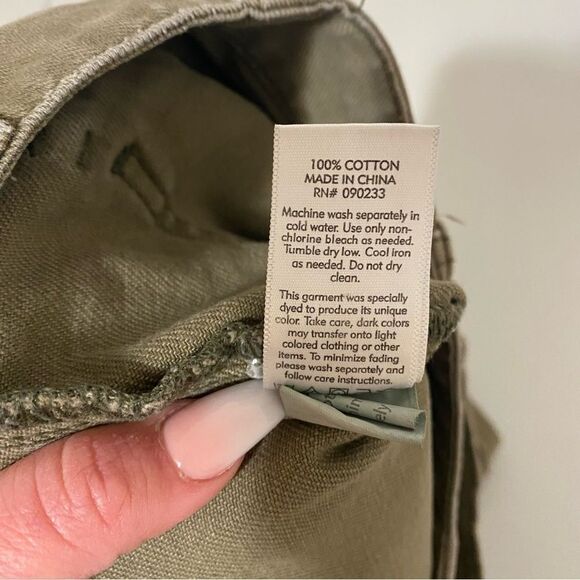 100% COTTON
MADE IN CHINA
RN# 090233
Machine wash separately in
cold water. Use only non-
chlorine bleach as needed.
Tumble dry low. Cool iron
as needed. Do not dry
clean.
This garment was specially
dyed to produce its unique
color. Take care, dark colors
may transfer onto light
colored clothing or other
items. To minimize fading
please wash separately and
follow care instructions.